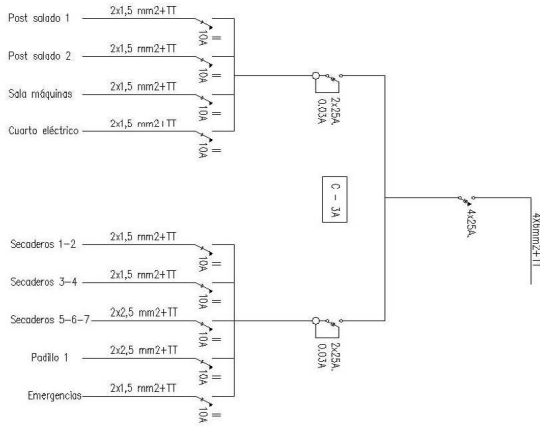 Post salado 1 2x1,5 mm2+TT 10A
Post salado 2 2x1,5 mm2+TT 10A
Sala máquinas 2x1,5 mm2+TT 10A
Cuarto eléctrico 2x1,5 mm2+TT 10A
2x25A.
0.03A
C - 3A
4x25A.
4X6mm2+TT
Secaderos 1-2 2x1,5 mm2+TT 10A
Secaderos 3-4 2x1,5 mm2+TT 10A
Secaderos 5-6-7 2x2,5 mm2+TT 10A
Padillo 1 2x2,5 mm2+TT 10A
Emergencias 2x1,5 mm2+TT 10A
2x25A.
0.03A